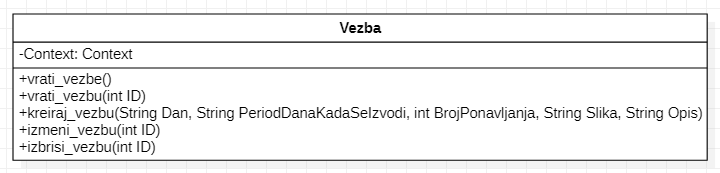 Vezba
-Context: Context
+vrati_vezbe()
+vrati_vezbu(int ID)
+kreiraj_vezbu(String Dan, String PeriodDanaKadaSeIzvodi, int BrojPonavljanja, String Slika, String Opis)
+izmeni_vezbu(int ID)
+izbrisi_vezbu(int ID)